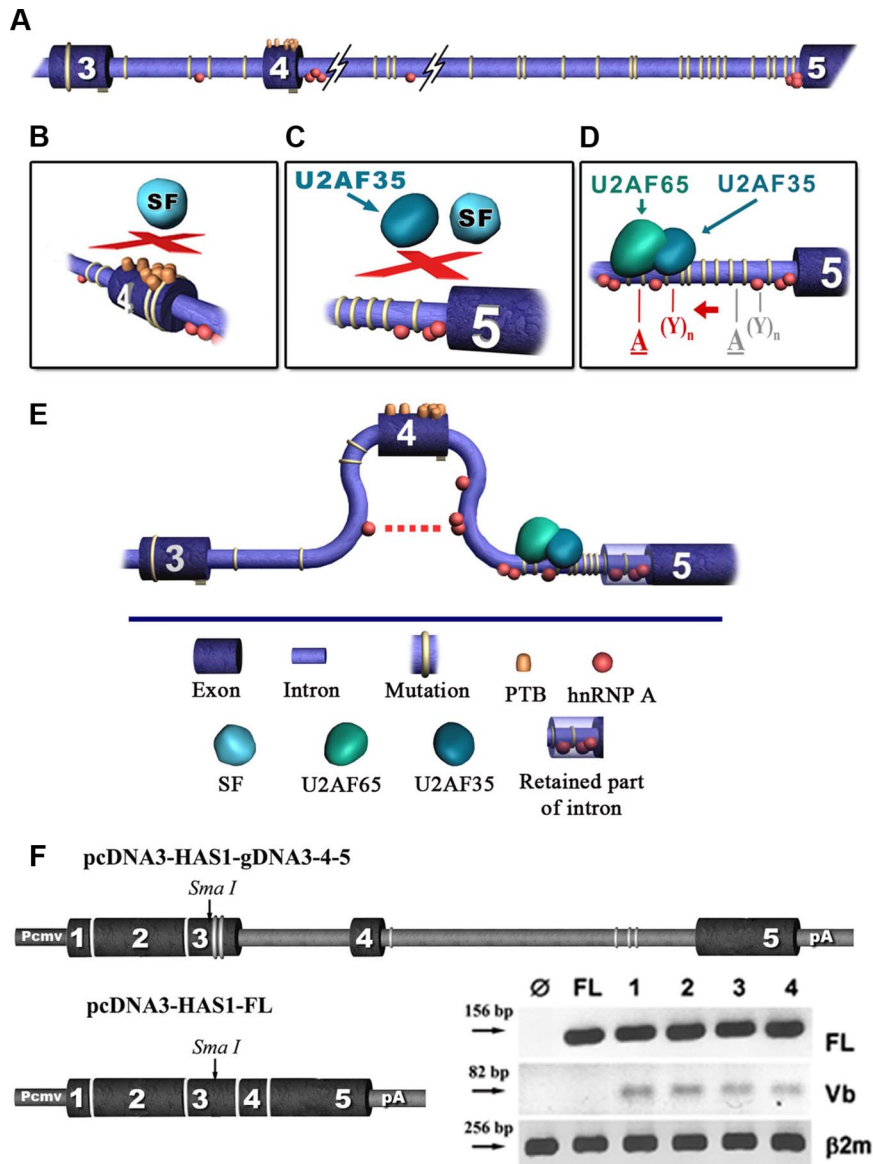 A
3 4 5
B C D
SF
4
U2AF35
SF
5
U2AF65
U2AF35
5
A (Y)n A (Y)n
E
4
3 5
Exon Intron Mutation PTB hnRNP A
SF U2AF65 U2AF35 Retained part
of intron
F
pcDNA3-HAS1-gDNA3-4-5
Sma I
Pcmv 1 2 3 4 5 pA
pcDNA3-HAS1-FL
Sma I
Pcmv 1 2 3 4 5 pA
Ø FL 1 2 3 4
156 bp
FL
82 bp
Vb
256 bp
β2m